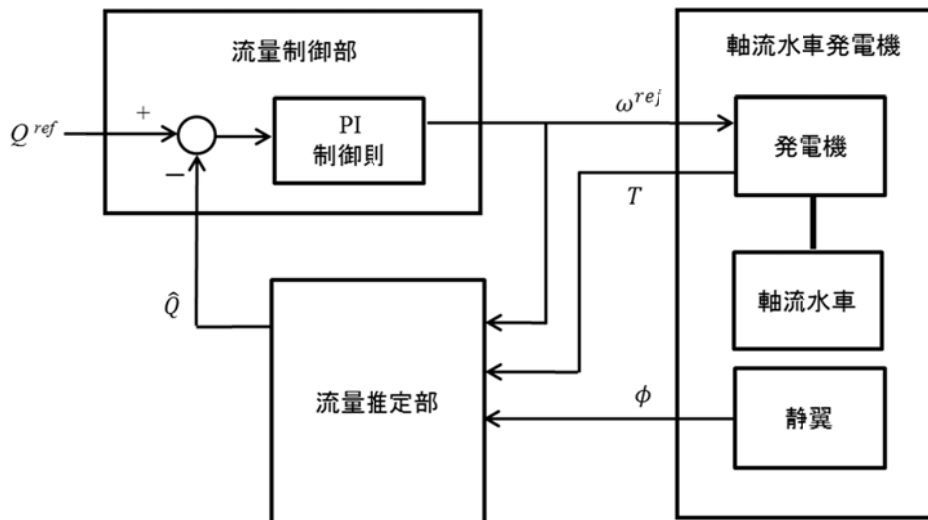 流量制御部
軸流水車発電機
Q^ref
+
−
PI
制御則
ω^ref
発電機
T
軸流水車
Q̂
流量推定部
ϕ
静翼